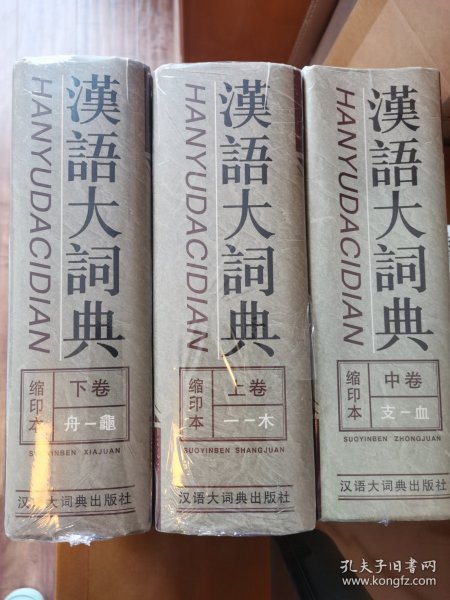 漢語大詞典
HANYUDACIDIAN
缩印本
下卷
舟－龠
SUOYINBEN XIAJUAN
汉语大词典出版社
漢語大詞典
HANYUDACIDIAN
缩印本
上卷
一－木
SUOYINBEN SHANGJUAN
汉语大词典出版社
漢語大詞典
HANYUDACIDIAN
缩印本
中卷
支－血
SUOYINBEN ZHONGJUAN
汉语大词典出版社
孔夫子旧书网
www.kongfz.com